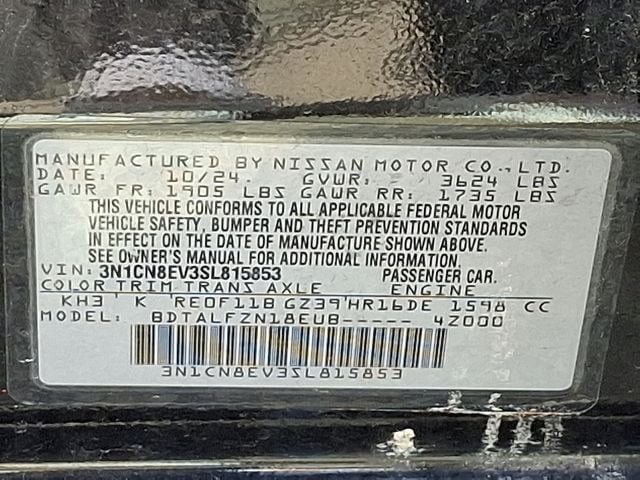 MANUFACTURED BY NISSAN MOTOR CO., LTD.
DATE: 10/24. GVWR: 3624 LBS
GAWR FR: 1905 LBS GAWR RR: 1735 LBS
THIS VEHICLE CONFORMS TO ALL APPLICABLE FEDERAL MOTOR
VEHICLE SAFETY, BUMPER AND THEFT PREVENTION STANDARDS
IN EFFECT ON THE DATE OF MANUFACTURE SHOWN ABOVE.
SEE OWNER'S MANUAL FOR ADDITIONAL INFORMATION.
VIN: 3N1CN8EV3SL815853 PASSENGER CAR.
COLOR TRIM TRANS AXLE ENGINE
KH3 K RE0F11B GZ39 HR16DE 1598 CC
MODEL: BDTALFZN18EUB----- 4Z000
3N1CN8EV3SL815853